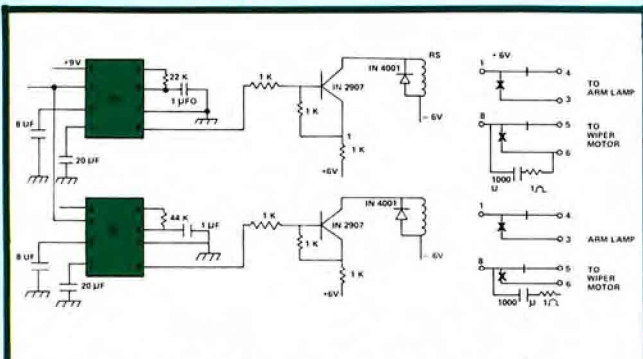 +9V
22 K
1 µFO
8 UF
20 µF
1 K
1 K
IN 2907
1
1 K
+6V
IN 4001
RS
- 6V
+ 6V
1
4
3
TO
ARM LAMP
8
5
6
TO
WIPER
MOTOR
1000
µ
1Ω
44 K
1 µF
8 UF
20 µF
1 K
1 K
IN 2907
1 K
+6V
IN 4001
- 6V
1
4
3
ARM LAMP
8
5
6
TO
WIPER
MOTOR
1000 µ 1Ω